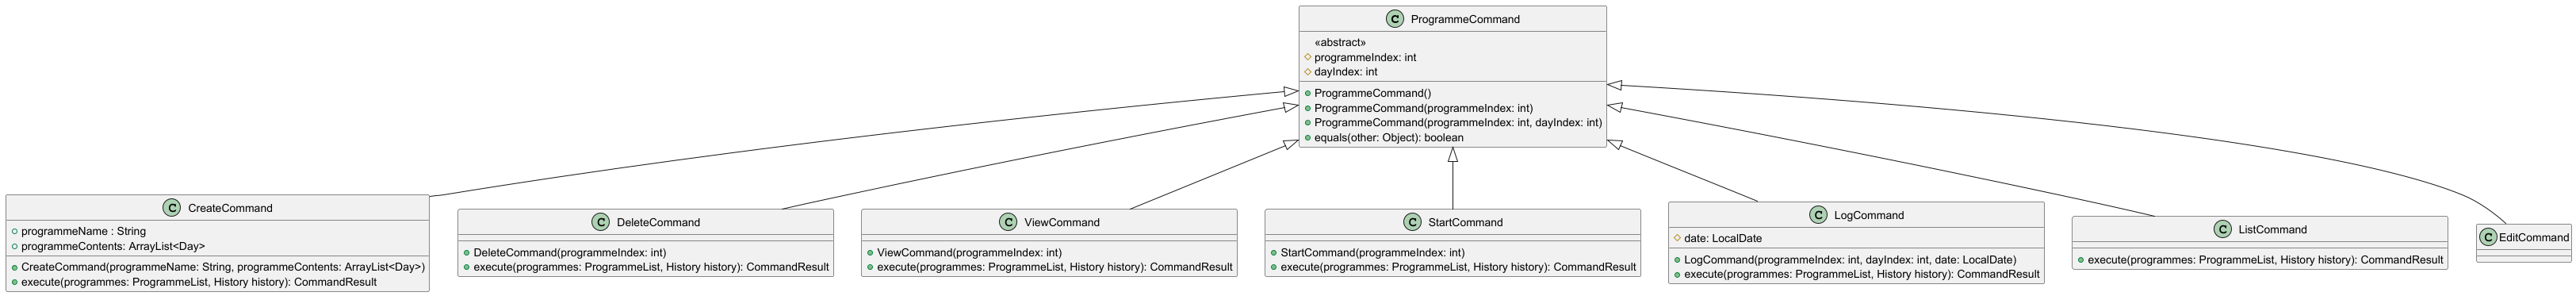 ProgrammeCommand
«abstract»
programmeIndex: int
dayIndex: int
ProgrammeCommand()
ProgrammeCommand(programmeIndex: int)
ProgrammeCommand(programmeIndex: int, dayIndex: int)
equals(other: Object): boolean
C CreateCommand
programmeName : String
programmeContents: ArrayList<Day>
CreateCommand(programmeName: String, programmeContents: ArrayList<Day>)
execute(programmes: ProgrammeList, History history): CommandResult
C DeleteCommand
DeleteCommand(programmeIndex: int)
execute(programmes: ProgrammeList, History history): CommandResult
C ViewCommand
ViewCommand(programmeIndex: int)
execute(programmes: ProgrammeList, History history): CommandResult
C StartCommand
StartCommand(programmeIndex: int)
execute(programmes: ProgrammeList, History history): CommandResult
C LogCommand
date: LocalDate
LogCommand(programmeIndex: int, dayIndex: int, date: LocalDate)
execute(programmes: ProgrammeList, History history): CommandResult
C ListCommand
execute(programmes: ProgrammeList, History history): CommandResult
C EditCommand